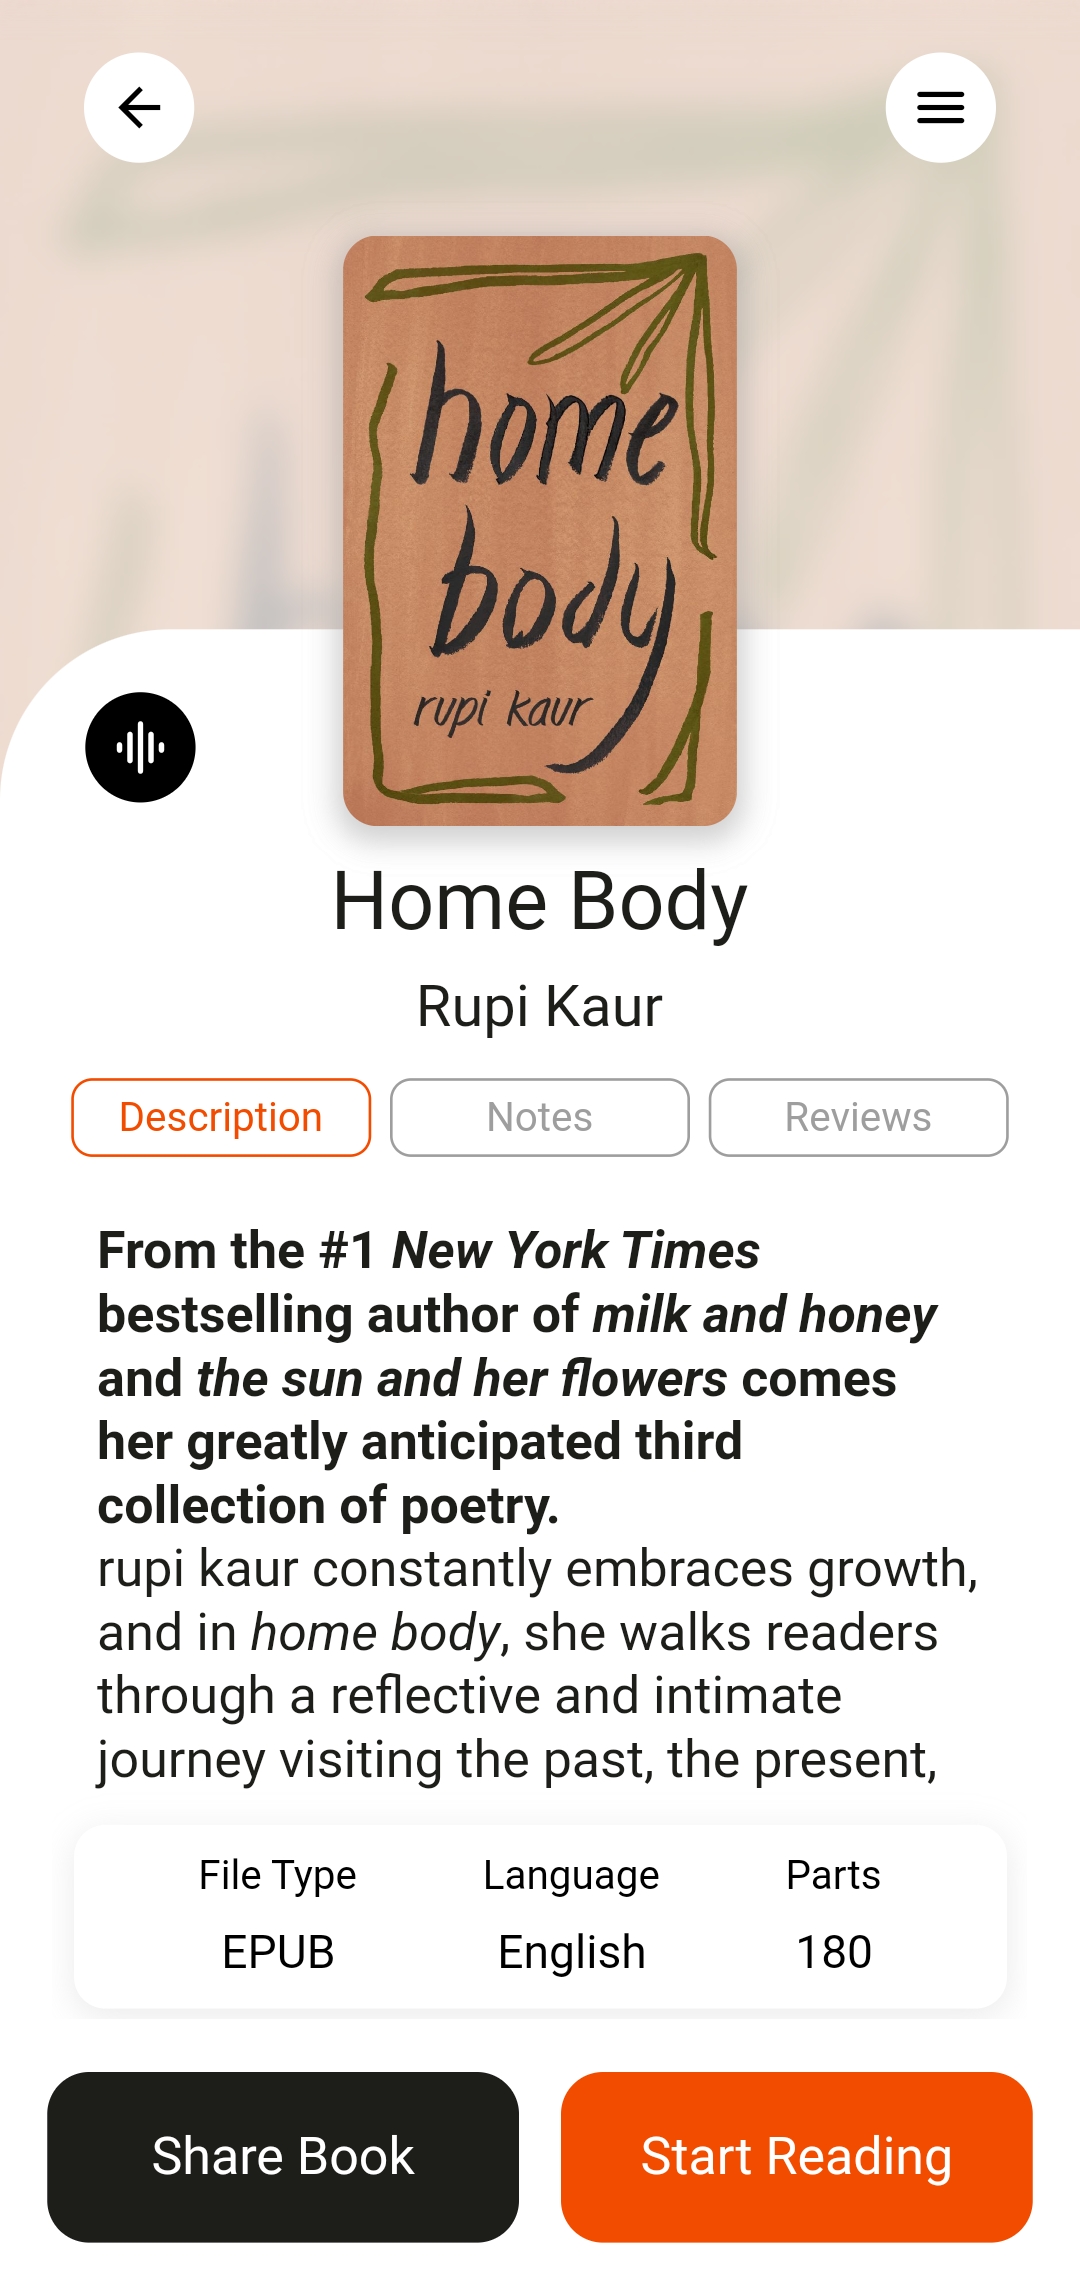 home
body
rupi kaur
Home Body
Rupi Kaur
Description
Notes
Reviews
From the #1 New York Times
bestselling author of milk and honey
and the sun and her flowers comes
her greatly anticipated third
collection of poetry.
rupi kaur constantly embraces growth,
and in home body, she walks readers
through a reflective and intimate
journey visiting the past, the present,
File Type
Language
Parts
EPUB
English
180
Share Book
Start Reading